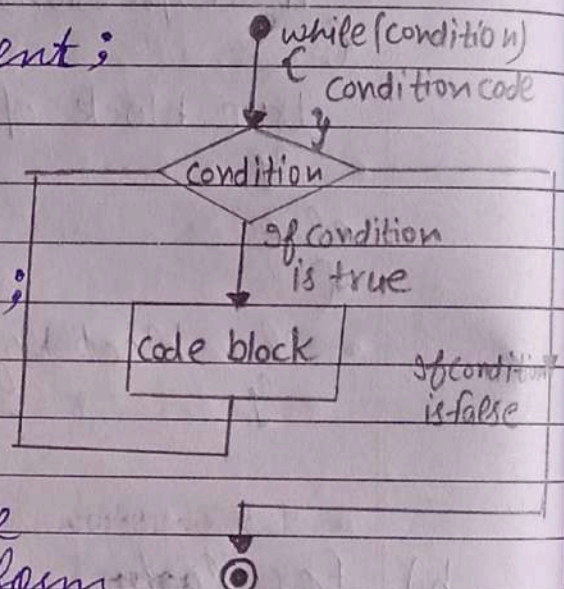 ent ;
while (condition)
{
condition code
}
condition
If condition
is true
;
code block
If condition
is false